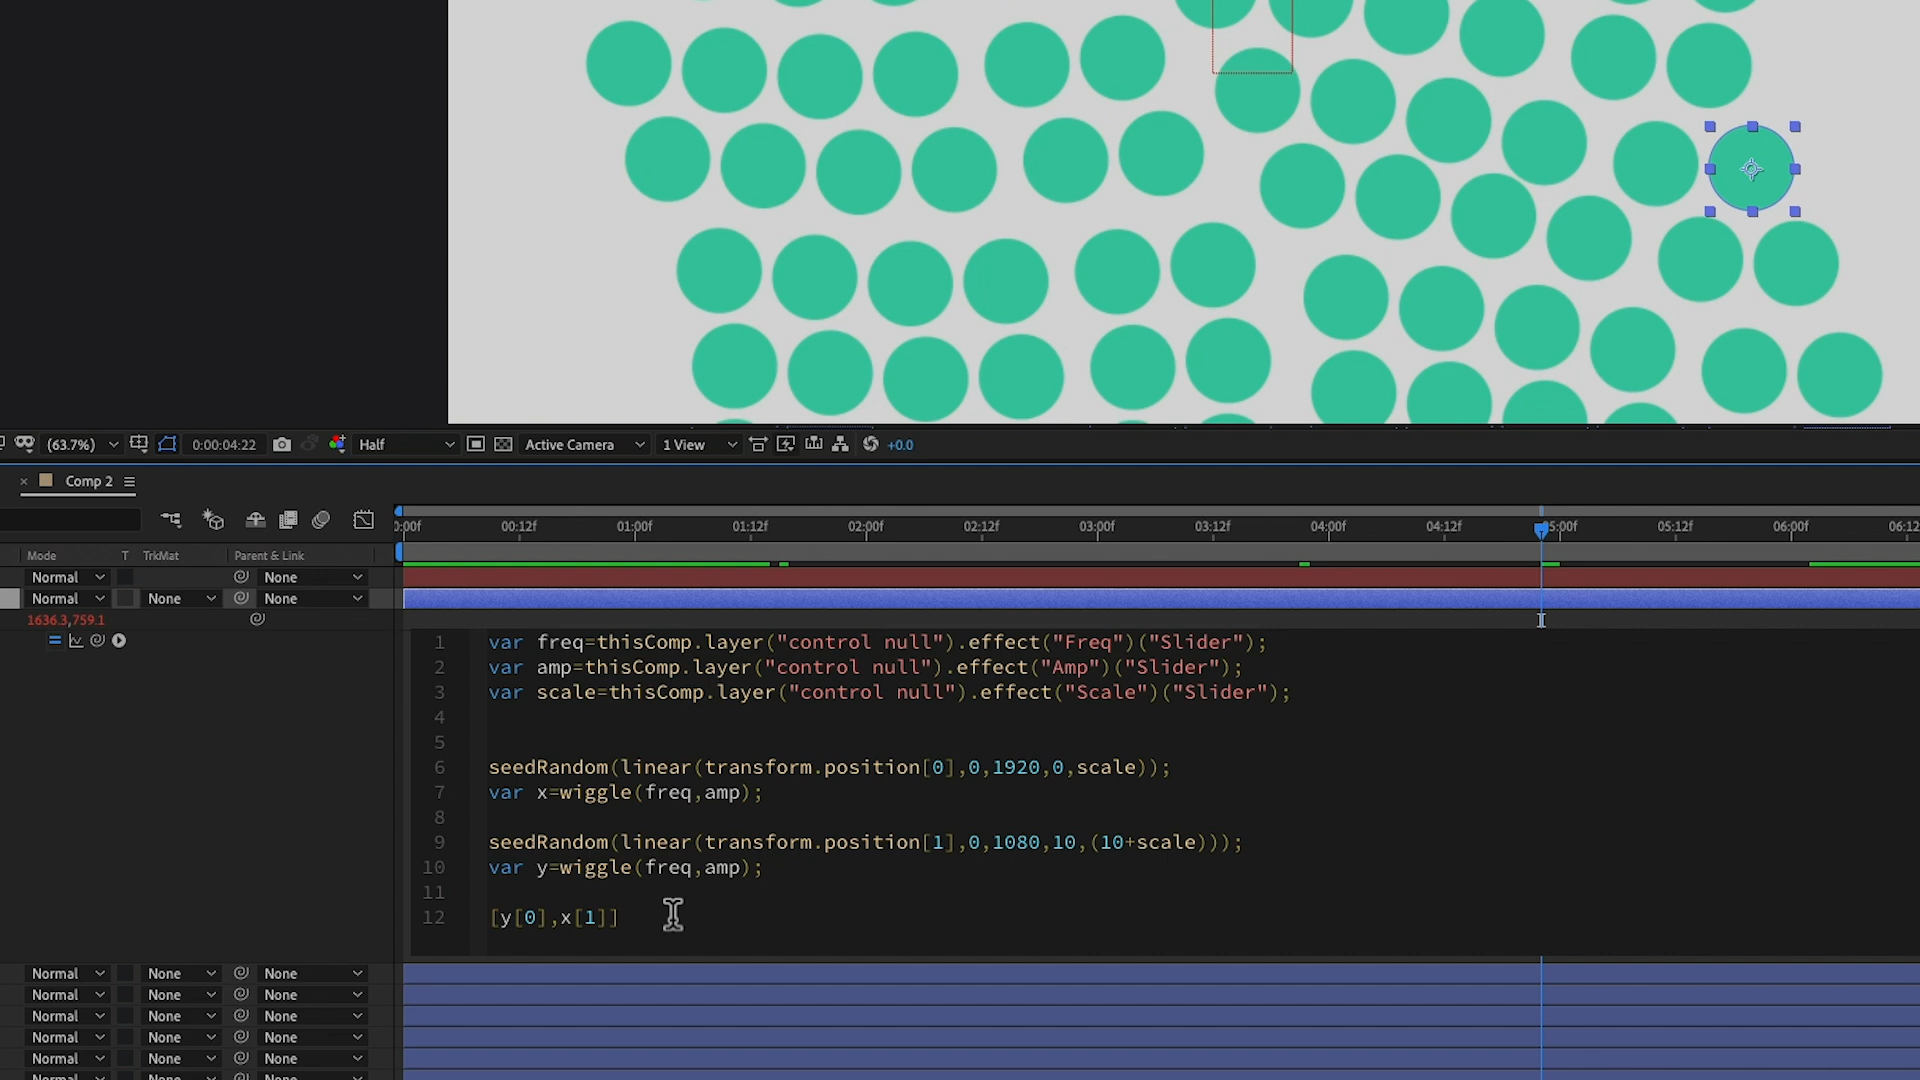 (63.7%) 0:00:04:22 Half Active Camera 1 View +0.0
× Comp 2
0:00f 00:12f 01:00f 01:12f 02:00f 02:12f 03:00f 03:12f 04:00f 04:12f 05:00f 05:12f 06:00f 06:12
Mode T TrkMat Parent & Link
Normal None
Normal None None
1636.3,759.1
1 var freq=thisComp.layer("control null").effect("Freq")("Slider");
2 var amp=thisComp.layer("control null").effect("Amp")("Slider");
3 var scale=thisComp.layer("control null").effect("Scale")("Slider");
4
5
6 seedRandom(linear(transform.position[0],0,1920,0,scale));
7 var x=wiggle(freq,amp);
8
9 seedRandom(linear(transform.position[1],0,1080,10,(10+scale)));
10 var y=wiggle(freq,amp);
11
12 [y[0],x[1]]
Normal None None
Normal None None
Normal None None
Normal None None
Normal None None